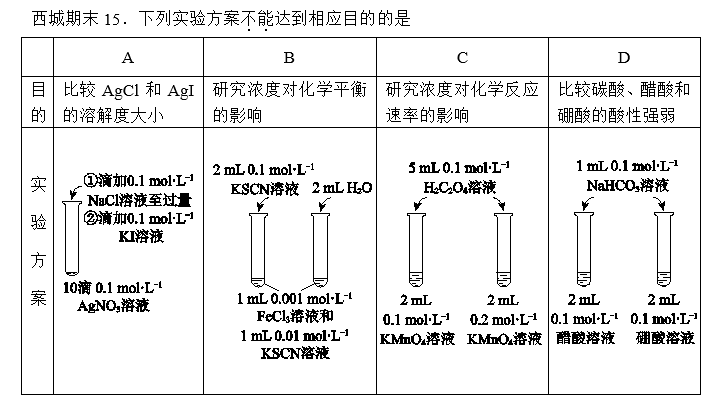 西城期末 15．下列实验方案不能达到相应目的的是
A B C D
目的
比较 AgCl 和 AgI
的溶解度大小
研究浓度对化学平衡
的影响
研究浓度对化学反应
速率的影响
比较碳酸、醋酸和
硼酸的酸性强弱
实验方案
①滴加0.1 mol·L⁻¹
NaCl溶液至过量
②滴加0.1 mol·L⁻¹
KI溶液
10滴 0.1 mol·L⁻¹
AgNO₃溶液
2 mL 0.1 mol·L⁻¹
KSCN溶液
2 mL H₂O
1 mL 0.001 mol·L⁻¹
FeCl₃溶液和
1 mL 0.01 mol·L⁻¹
KSCN溶液
5 mL 0.1 mol·L⁻¹
H₂C₂O₄溶液
2 mL
0.1 mol·L⁻¹
KMnO₄溶液
2 mL
0.2 mol·L⁻¹
KMnO₄溶液
1 mL 0.1 mol·L⁻¹
NaHCO₃溶液
2 mL
0.1 mol·L⁻¹
醋酸溶液
2 mL
0.1 mol·L⁻¹
硼酸溶液